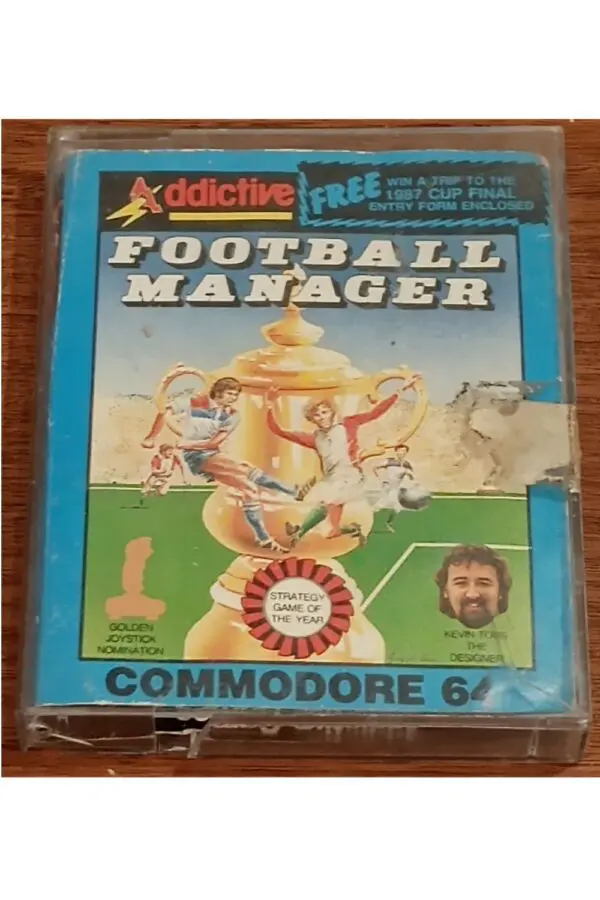 Addictive
FREE
WIN A TRIP TO THE
1987 CUP FINAL
ENTRY FORM ENCLOSED
FOOTBALL
MANAGER
STRATEGY
GAME OF
THE YEAR
GOLDEN
JOYSTICK
NOMINATION
KEVIN TOMS
THE
DESIGNER
COMMODORE 64